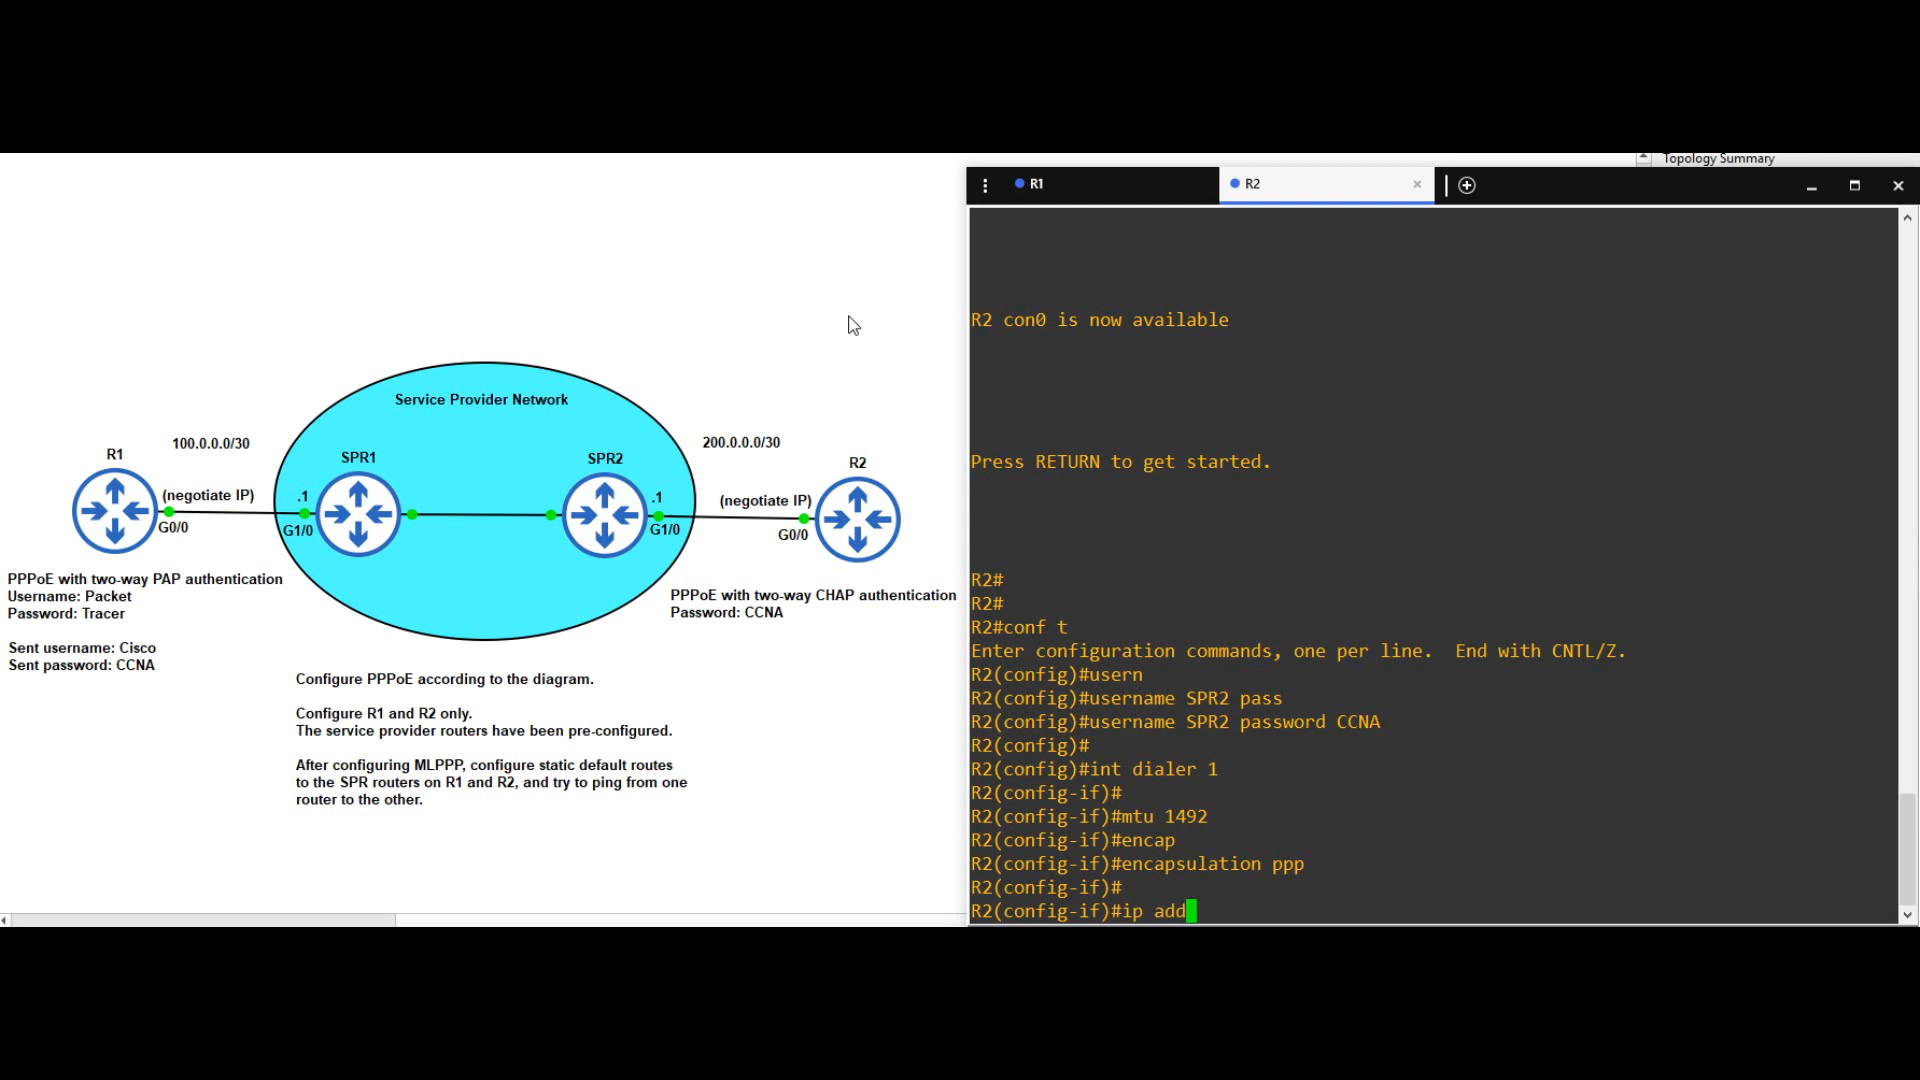 Topology Summary
R1
R2
Service Provider Network
100.0.0.0/30
200.0.0.0/30
R1
SPR1
SPR2
R2
(negotiate IP)
.1
.1
(negotiate IP)
G0/0
G1/0
G1/0
G0/0
PPPoE with two-way PAP authentication
Username: Packet
Password: Tracer
Sent username: Cisco
Sent password: CCNA
PPPoE with two-way CHAP authentication
Password: CCNA
Configure PPPoE according to the diagram.
Configure R1 and R2 only.
The service provider routers have been pre-configured.
After configuring MLPPP, configure static default routes
to the SPR routers on R1 and R2, and try to ping from one
router to the other.
R2 con0 is now available
Press RETURN to get started.
R2#
R2#
R2#conf t
Enter configuration commands, one per line.  End with CNTL/Z.
R2(config)#usern
R2(config)#username SPR2 pass
R2(config)#username SPR2 password CCNA
R2(config)#
R2(config)#int dialer 1
R2(config-if)#
R2(config-if)#mtu 1492
R2(config-if)#encap
R2(config-if)#encapsulation ppp
R2(config-if)#
R2(config-if)#ip add